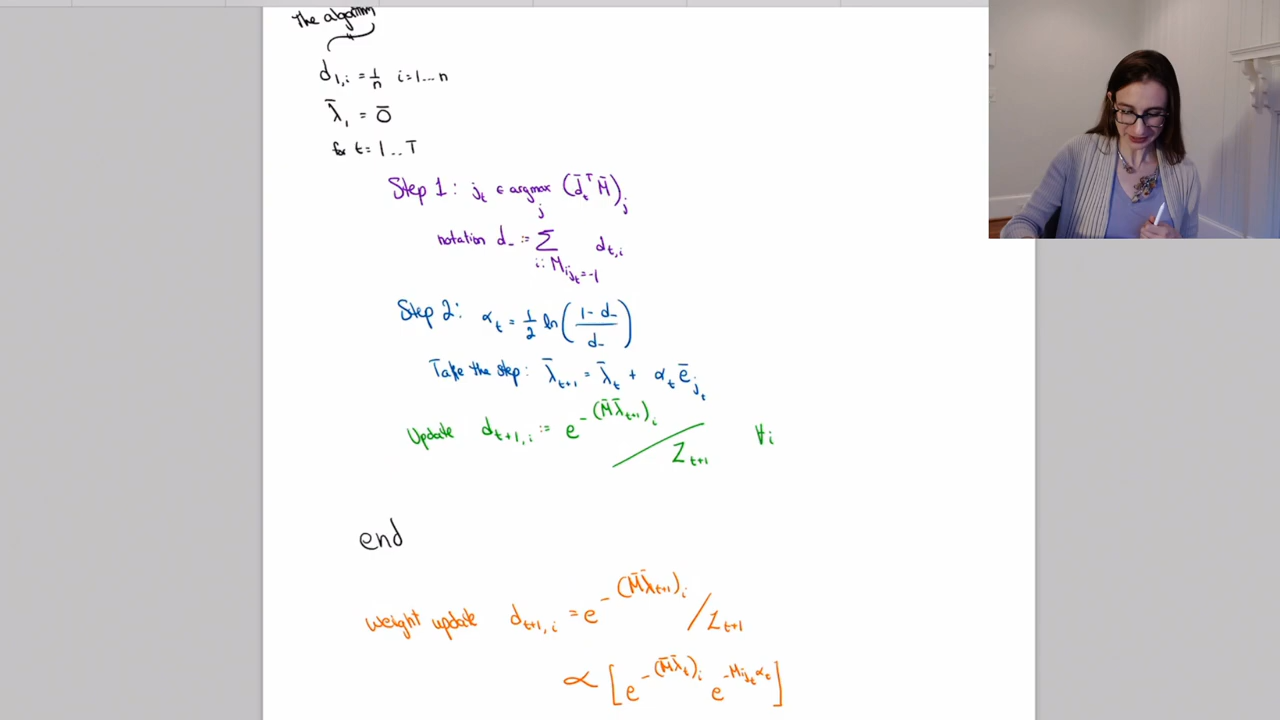 The algorithm
d_{1,i} = 1/n i=1...n
λ̄_1 = 0̄
for t=1...T
Step 1: j_t ∈ argmax_j (d̄_t^T M̄)_j
notation d_- := Σ_{i: M_{ij_t}=-1} d_{t,i}
Step 2: α_t = 1/2 ln((1-d_-)/d_-)
Take the step: λ̄_{t+1} = λ̄_t + α_t ē_{j_t}
Update d_{t+1,i} := e^{-(M̄λ̄_{t+1})_i} / Z_{t+1} ∀i
end
weight update d_{t+1,i} = e^{-(M̄λ̄_{t+1})_i} / Z_{t+1}
∝ [e^{-(M̄λ̄_t)_i} e^{-M_{ij_t}α_t}]